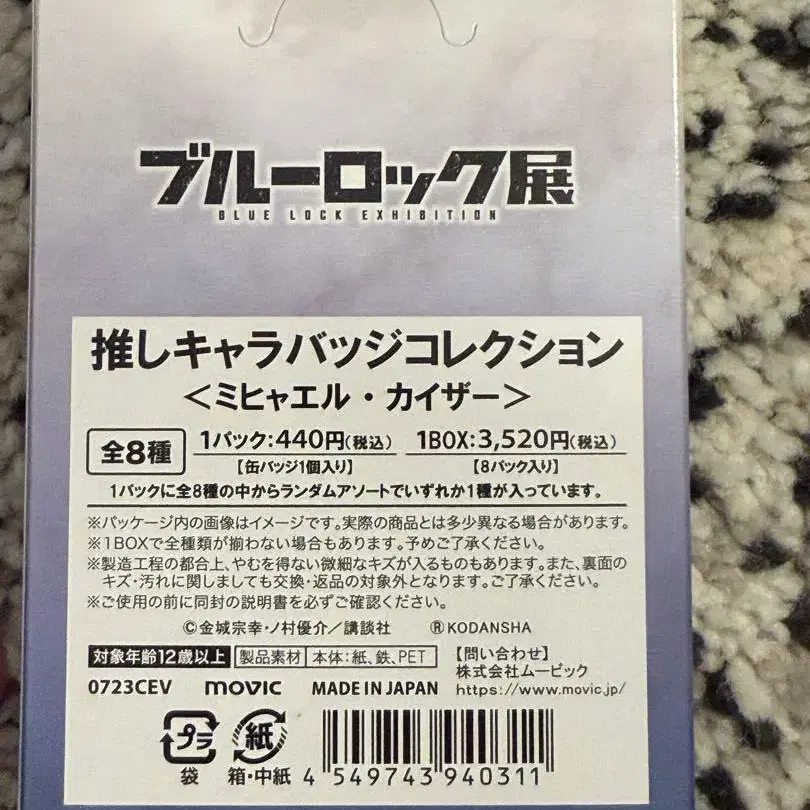 ブルーロック展
BLUE LOCK EXHIBITION
推しキャラバッジコレクション
＜ミヒャエル・カイザー＞
全8種
1パック：440円（税込）
【缶バッジ1個入り】
1BOX：3,520円（税込）
【8パック入り】
1パックに全8種の中からランダムアソートでいずれか1種が入っています。
※パッケージ内の画像はイメージです。実際の商品とは多少異なる場合があります。
※1BOXで全種類が揃わない場合もあります。予めご了承ください。
※製造工程の都合上、やむを得ない微細なキズが入るものもあります。また、裏面の
キズ・汚れに関しましても交換・返品の対象外となります。ご了承ください。
※ご使用の前に同封の説明書を必ずご確認ください。
©金城宗幸・ノ村優介／講談社 ®KODANSHA
対象年齢12歳以上 製品素材 本体：紙、鉄、PET
【問い合わせ】
株式会社ムービック
https://www.movic.jp/
0723CEV movic MADE IN JAPAN
プラ
袋
紙
箱・中紙
4 549743 940311